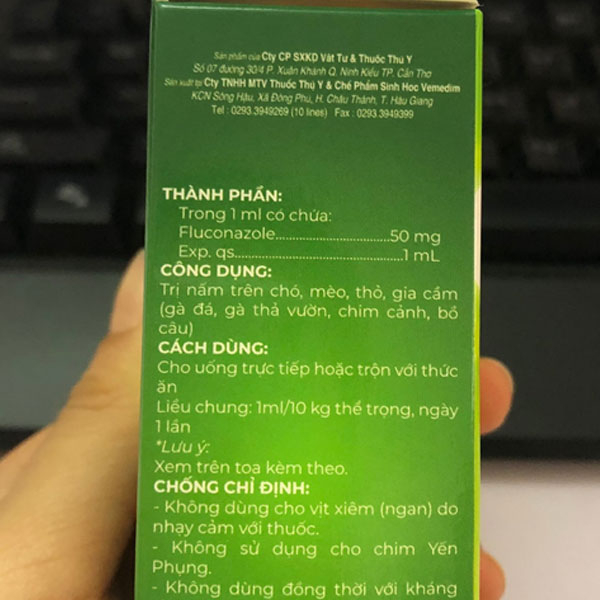 Sản phẩm của Cty CP SXKD Vật Tư & Thuốc Thú Y
Số 07 đường 30/4 P. Xuân Khánh Q. Ninh Kiều TP. Cần Thơ
Sản xuất tại Cty TNHH MTV Thuốc Thú Y & Chế Phẩm Sinh Học Vemedim
KCN Sông Hậu, Xã Đông Phú, H. Châu Thành, T. Hậu Giang
Tel : 0293.3949269 (10 lines) Fax : 0293.3949399
THÀNH PHẦN:
Trong 1 ml có chứa:
Fluconazole..................................50 mg
Exp. qs..................................................1 mL
CÔNG DỤNG:
Trị nấm trên chó, mèo, thỏ, gia cầm
(gà đá, gà thả vườn, chim cảnh, bồ
câu)
CÁCH DÙNG:
Cho uống trực tiếp hoặc trộn với thức
ăn
Liều chung: 1ml/10 kg thể trọng, ngày
1 lần
*Lưu ý:
Xem trên toa kèm theo.
CHỐNG CHỈ ĐỊNH:
- Không dùng cho vịt xiêm (ngan) do
nhạy cảm với thuốc.
- Không sử dụng cho chim Yến
Phụng.
- Không dùng đồng thời với kháng